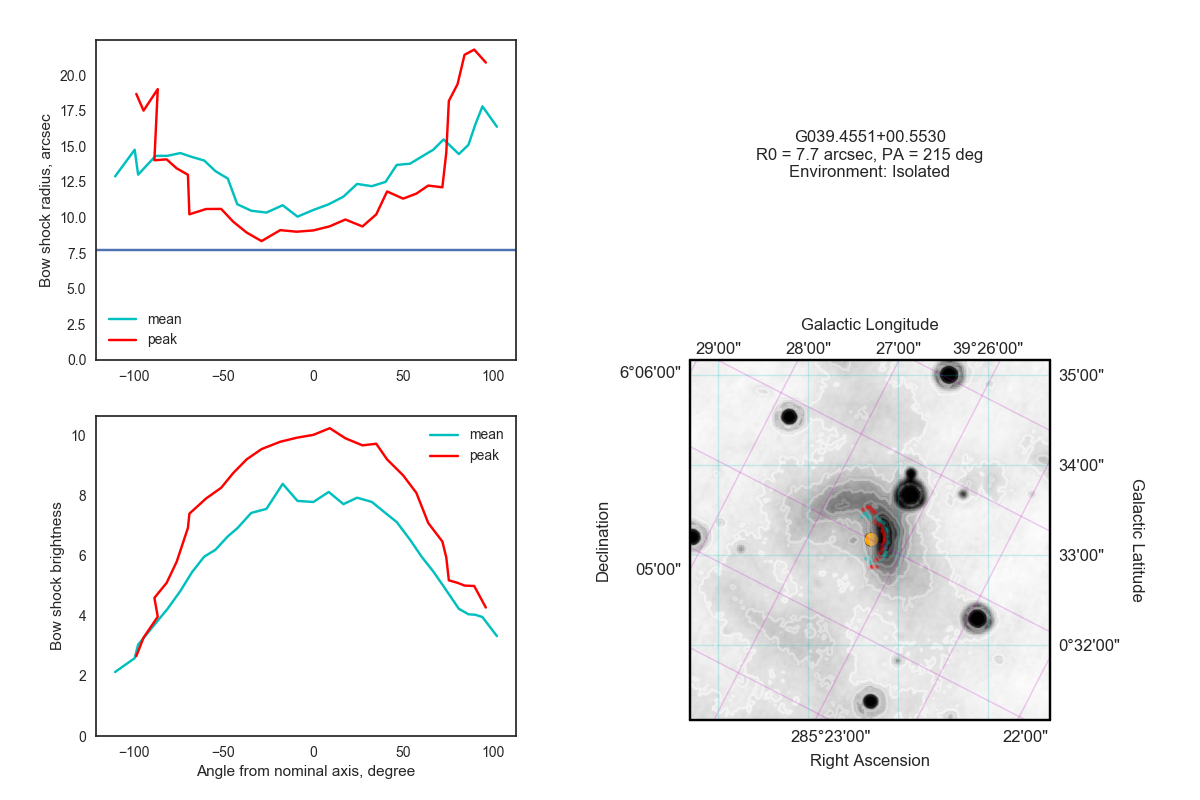 20.0
17.5
15.0
12.5
10.0
7.5
5.0
2.5
0.0
Bow shock radius, arcsec
mean
peak
−100
−50
0
50
100
10
8
6
4
2
0
Bow shock brightness
mean
peak
−100
−50
0
50
100
Angle from nominal axis, degree
G039.4551+00.5530
R0 = 7.7 arcsec, PA = 215 deg
Environment: Isolated
Galactic Longitude
29'00"
28'00"
27'00"
39°26'00"
6°06'00"
05'00"
Declination
35'00"
34'00"
33'00"
0°32'00"
Galactic Latitude
285°23'00"
22'00"
Right Ascension